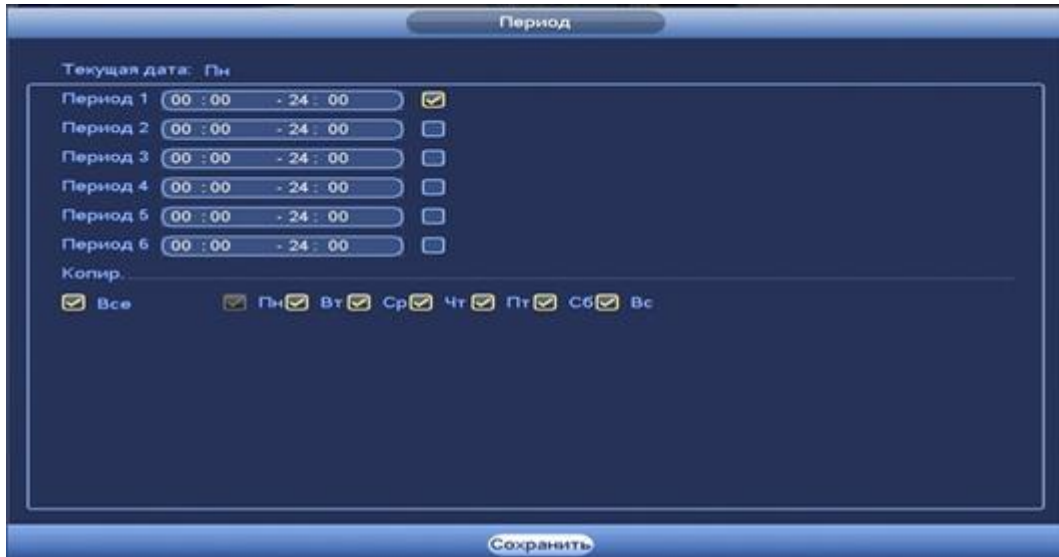 Период
Текущая дата: Пн
Период 1 00 :00 - 24 : 00
Период 2 00 :00 - 24 : 00
Период 3 00 :00 - 24 : 00
Период 4 00 :00 - 24 : 00
Период 5 00 :00 - 24 : 00
Период 6 00 :00 - 24 : 00
Копир.
Все Пн Вт Ср Чт Пт Сб Вс
Сохранить